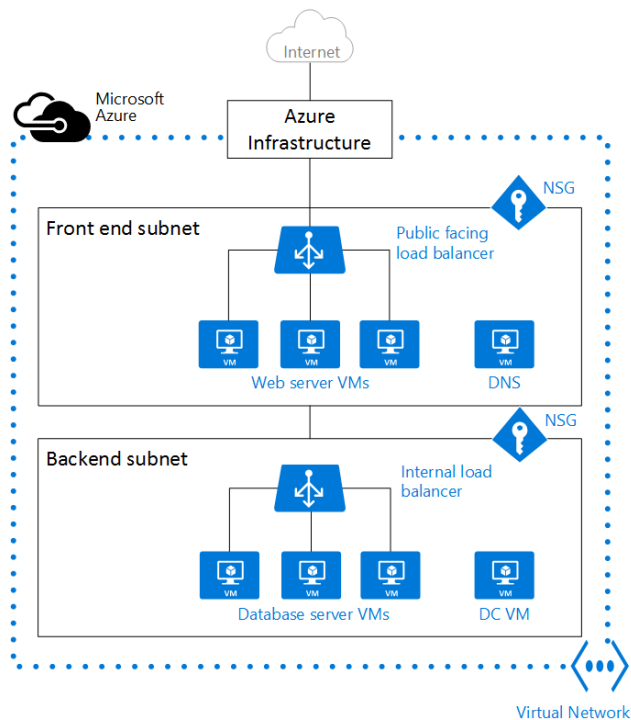 Internet
Microsoft
Azure
Azure
Infrastructure
NSG
Front end subnet
Public facing
load balancer
VM
VM
VM
VM
Web server VMs
DNS
NSG
Backend subnet
Internal load
balancer
VM
VM
VM
VM
Database server VMs
DC VM
Virtual Network